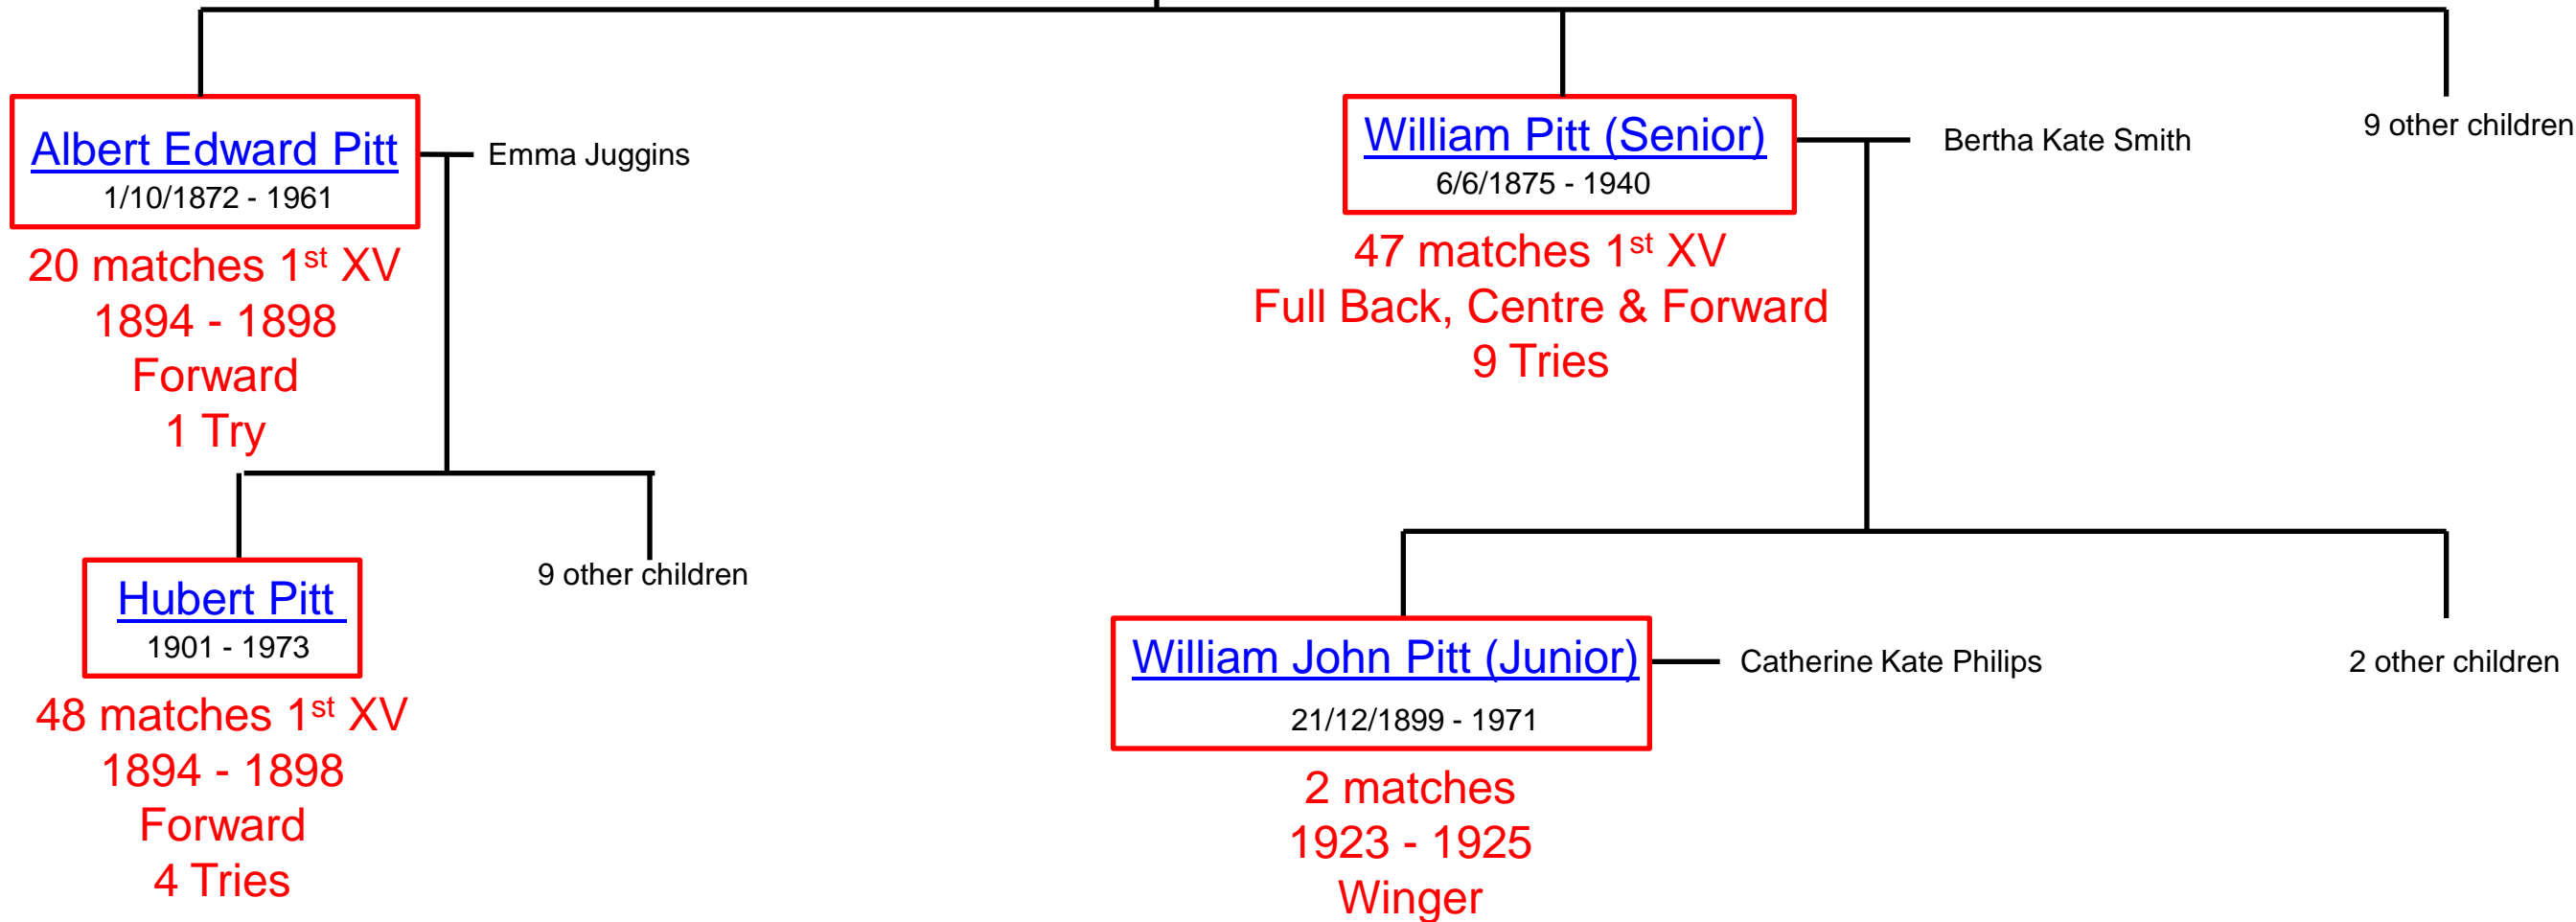 Albert Edward Pitt
1/10/1872 - 1961
Emma Juggins
20 matches 1st XV
1894 - 1898
Forward
1 Try
William Pitt (Senior)
6/6/1875 - 1940
Bertha Kate Smith
47 matches 1st XV
Full Back, Centre & Forward
9 Tries
9 other children
Hubert Pitt
1901 - 1973
9 other children
48 matches 1st XV
1894 - 1898
Forward
4 Tries
William John Pitt (Junior)
21/12/1899 - 1971
Catherine Kate Philips
2 other children
2 matches
1923 - 1925
Winger